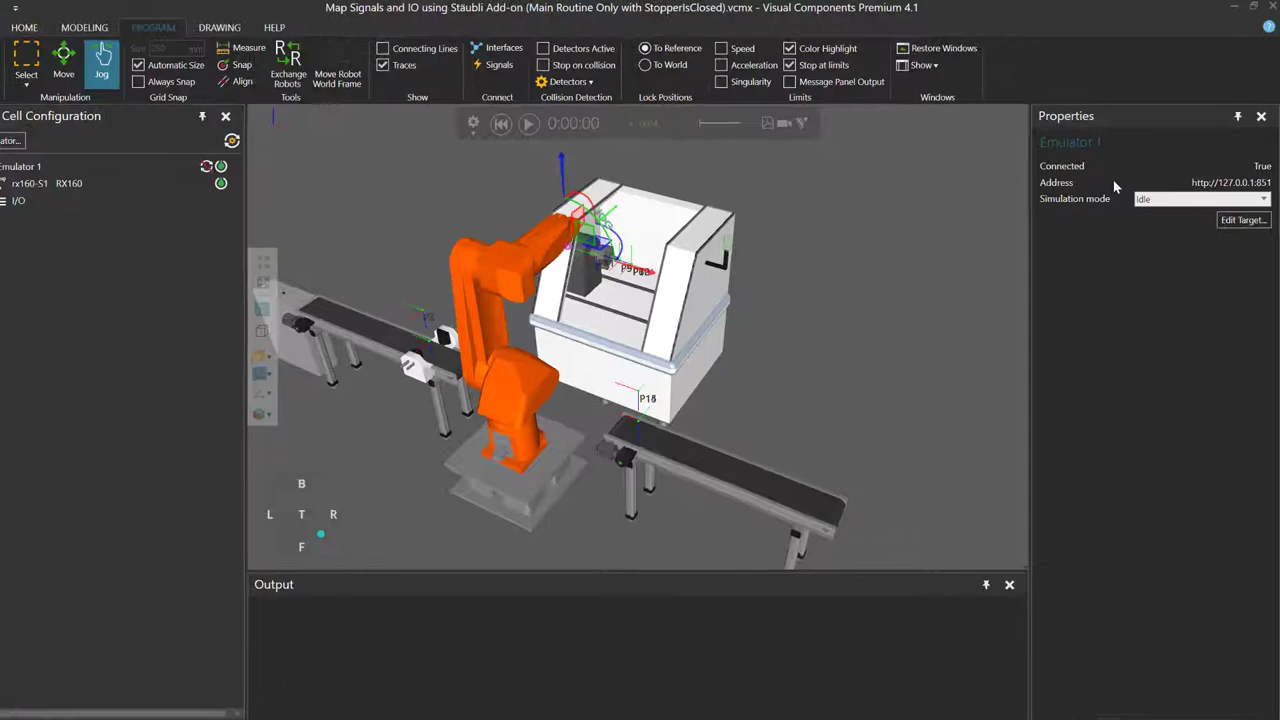 Map Signals and IO using Stäubli Add-on (Main Routine Only with StopperIsClosed).vcmx - Visual Components Premium 4.1
HOME MODELING PROGRAM DRAWING HELP
Select
Move
Jog
Manipulation
Size 250 mm
Automatic Size
Always Snap
Grid Snap
Measure
Snap
Align
Exchange Robots
Move Robot World Frame
Tools
Connecting Lines
Traces
Show
Interfaces
Signals
Connect
Detectors Active
Stop on collision
Detectors
Collision Detection
To Reference
To World
Lock Positions
Speed
Acceleration
Singularity
Color Highlight
Stop at limits
Message Panel Output
Limits
Restore Windows
Show
Windows
Cell Configuration
ator...
Emulator 1
rx160-S1 RX160
I/O
0:00:00
B
L T R
F
Output
Properties
Emulator 1
Connected True
Address http://127.0.0.1:851
Simulation mode Idle
Edit Target...